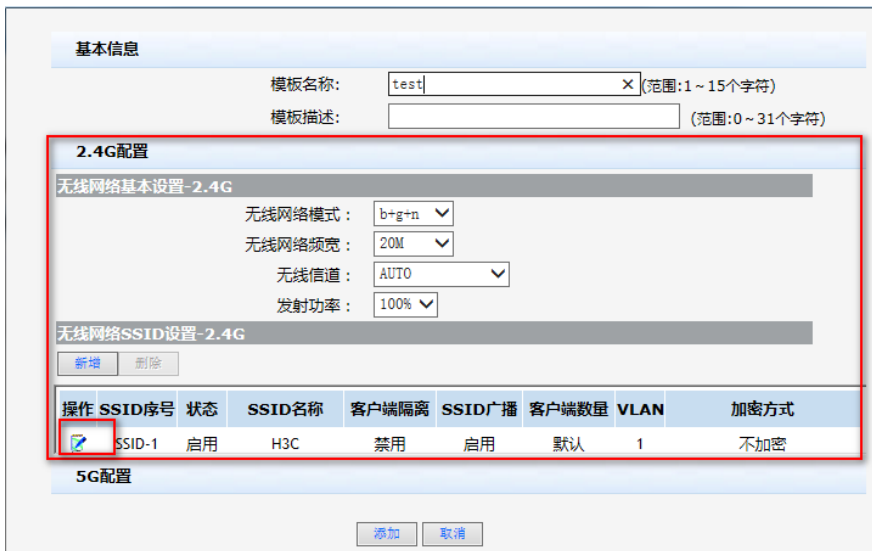 基本信息
模板名称: test × (范围:1~15个字符)
模板描述: (范围:0~31个字符)
2.4G配置
无线网络基本设置-2.4G
无线网络模式: b+g+n
无线网络频宽: 20M
无线信道: AUTO
发射功率: 100%
无线网络SSID设置-2.4G
新增 删除
操作 SSID序号 状态 SSID名称 客户端隔离 SSID广播 客户端数量 VLAN 加密方式
SSID-1 启用 H3C 禁用 启用 默认 1 不加密
5G配置
添加 取消